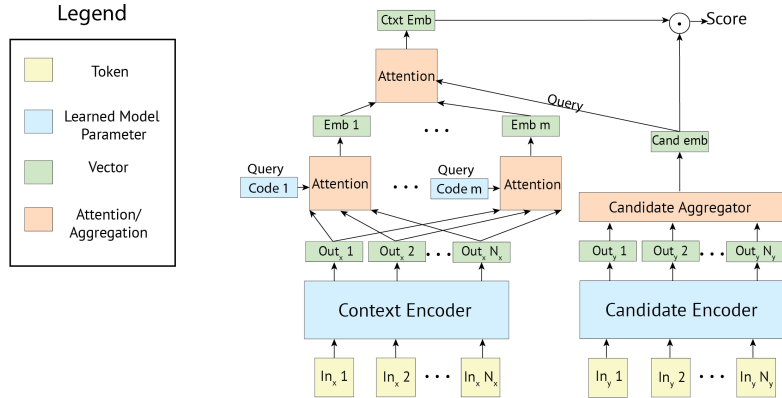 Legend
Token
Learned Model
Parameter
Vector
Attention/
Aggregation
Ctxt Emb
Score
Attention
Query
Emb 1
...
Emb m
Cand emb
Query
Query
Code 1
Attention
...
Code m
Attention
Candidate Aggregator
Outx 1
Outx 2
...
Outx Nx
Outy 1
Outy 2
...
Outy Ny
Context Encoder
Candidate Encoder
Inx 1
Inx 2
...
Inx Nx
Iny 1
Iny 2
...
Iny Ny